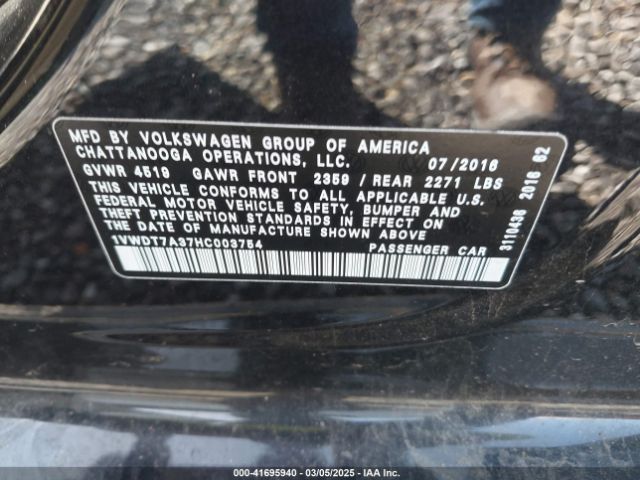 MFD BY VOLKSWAGEN GROUP OF AMERICA
CHATTANOOGA OPERATIONS, LLC. 07/2016
GVWR 4519 GAWR FRONT 2359 / REAR 2271 LBS
THIS VEHICLE CONFORMS TO ALL APPLICABLE U.S.
FEDERAL MOTOR VEHICLE SAFETY, BUMPER AND
THEFT PREVENTION STANDARDS IN EFFECT ON
THE DATE OF MANUFACTURE SHOWN ABOVE
1VWDT7A37HC003754 PASSENGER CAR
3110436 2016 62
000-41695940 • 03/05/2025 • IAA Inc.